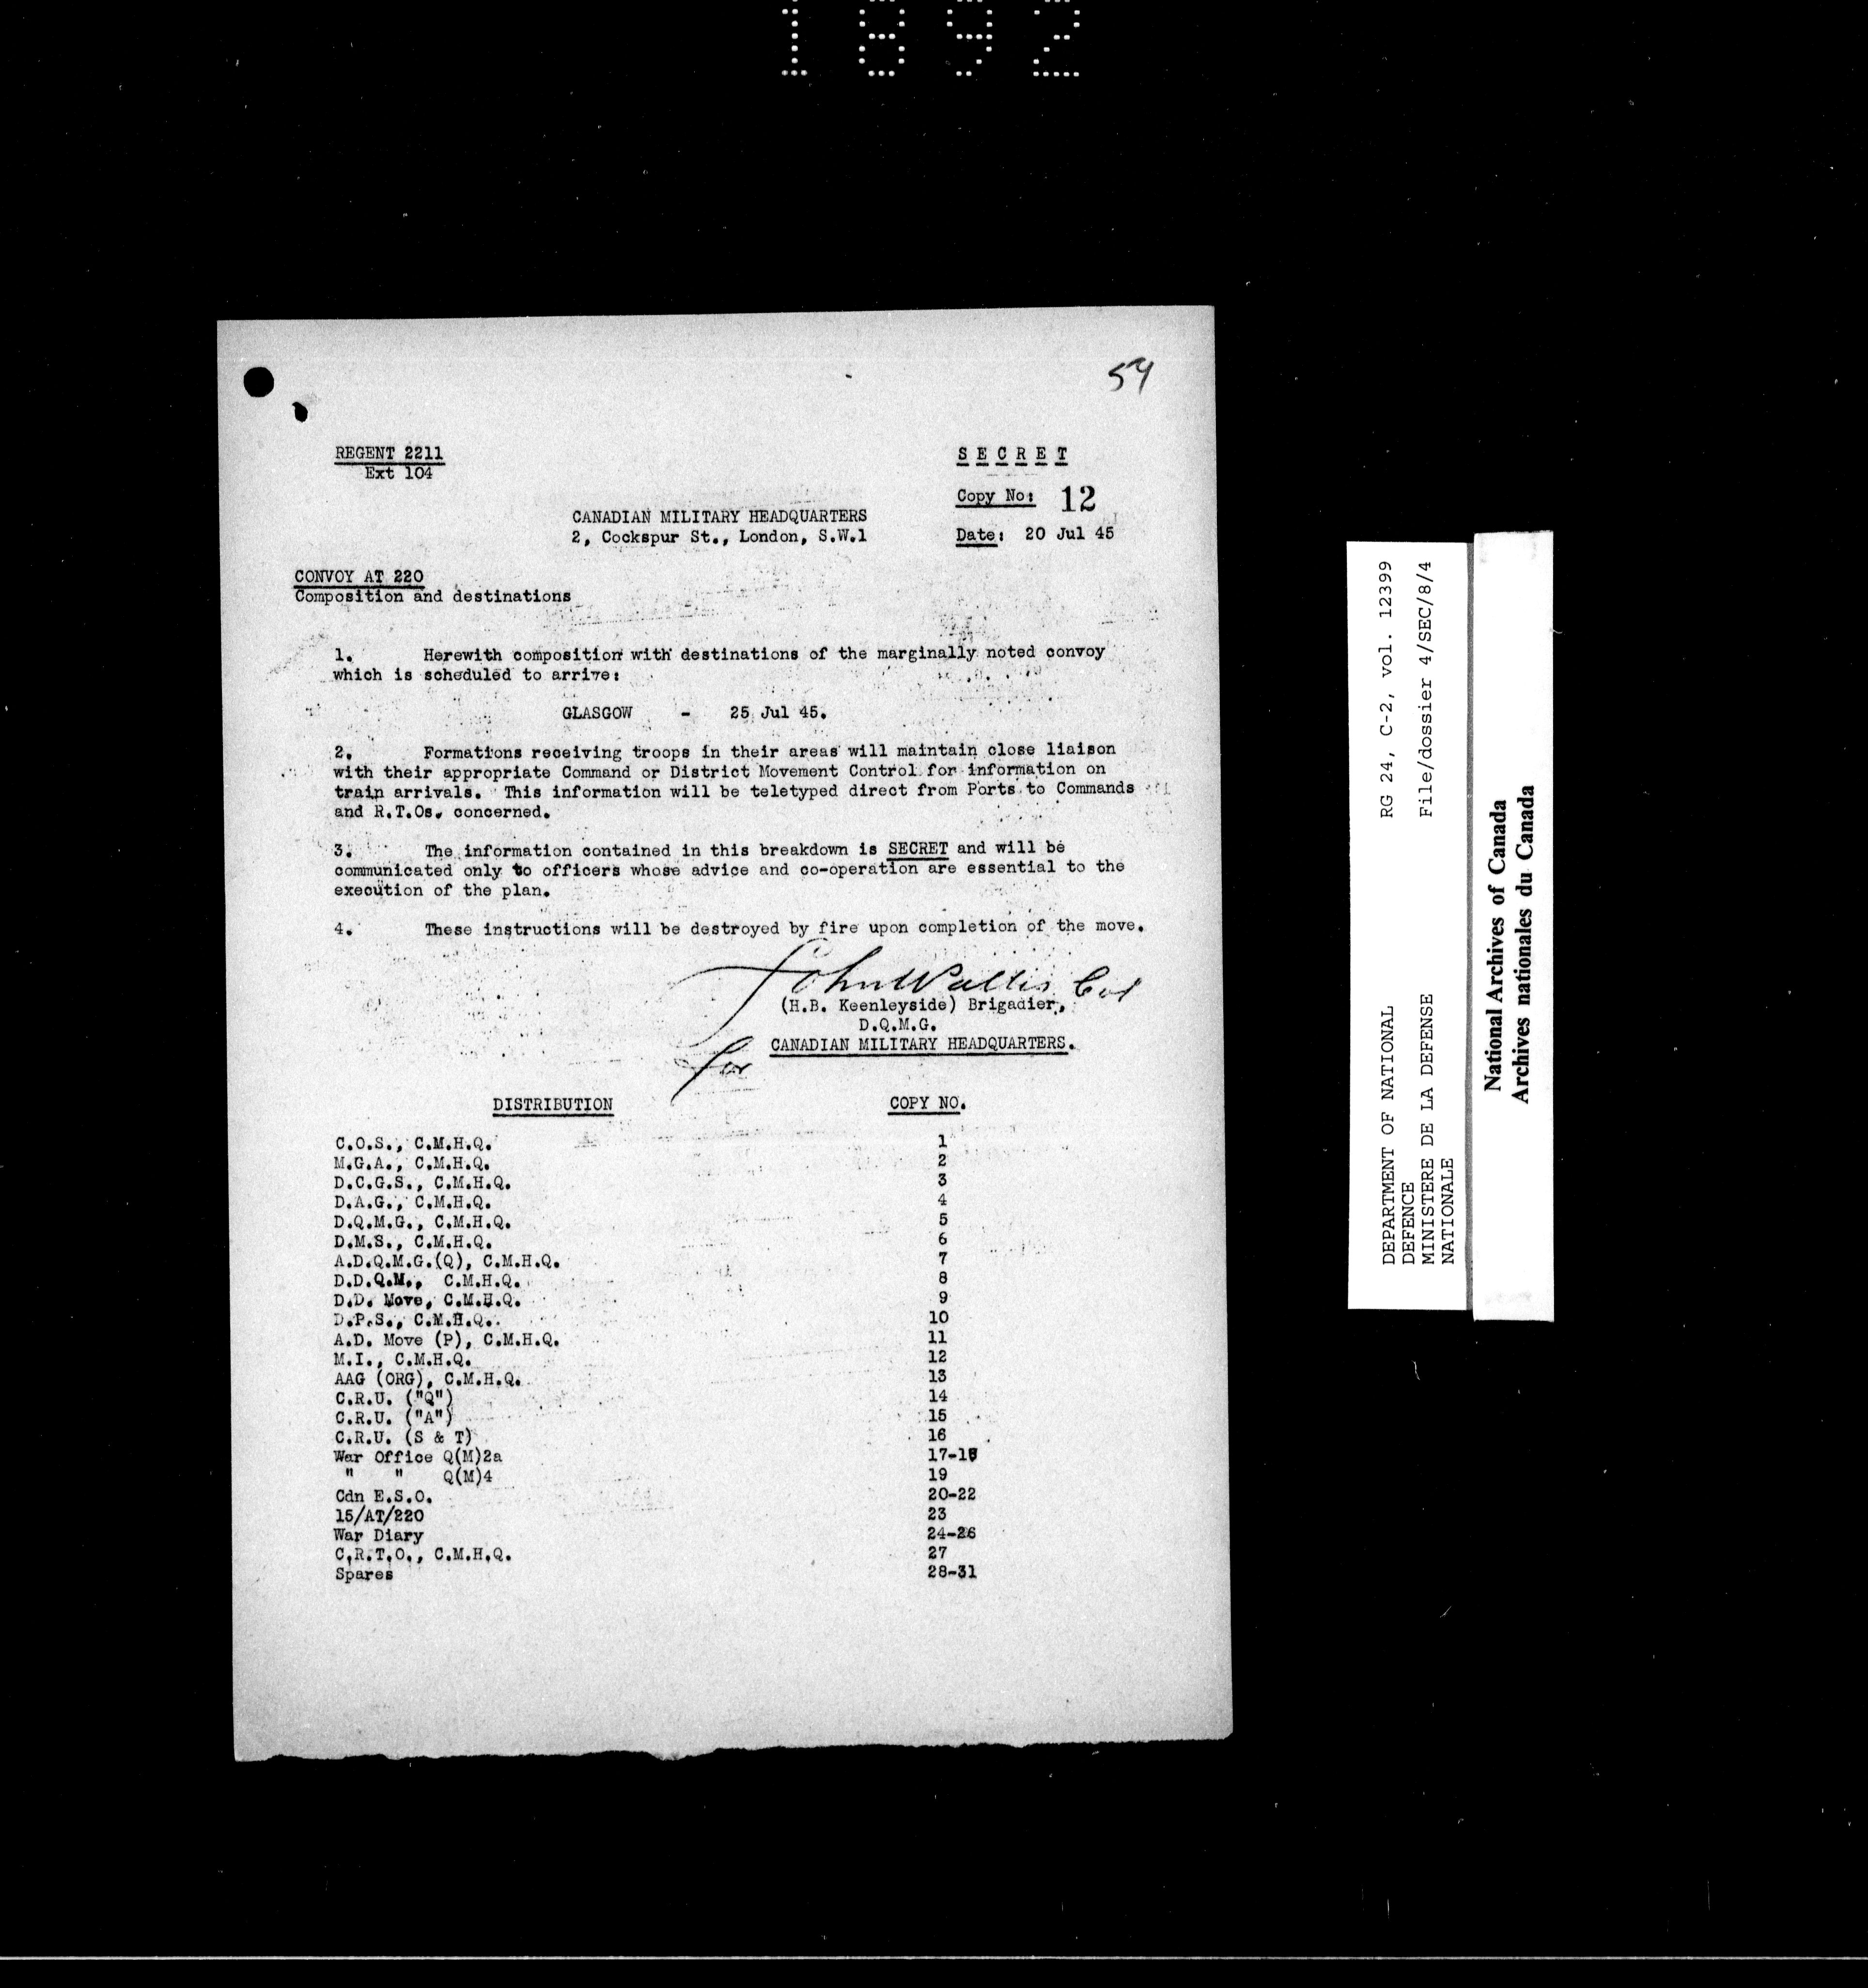 1892
59
REGENT 2211
Ext 104
SECRET
Copy No: 12
Date: 20 Jul 45
CANADIAN MILITARY HEADQUARTERS
2, Cockspur St., London, S.W.1
CONVOY AT 220
Composition and destinations
1. Herewith composition with destinations of the marginally noted convoy
which is scheduled to arrive:
GLASGOW - 25 Jul 45.
2. Formations receiving troops in their areas will maintain close liaison
with their appropriate Command or District Movement Control for information on
train arrivals. This information will be teletyped direct from Ports to Commands
and R.T.Os. concerned.
3. The information contained in this breakdown is SECRET and will be
communicated only to officers whose advice and co-operation are essential to the
execution of the plan.
4. These instructions will be destroyed by fire upon completion of the move.
John Wallis Col
(H.B. Keenleyside) Brigadier,
D.Q.M.G.
for CANADIAN MILITARY HEADQUARTERS.
DISTRIBUTION COPY NO.
C.O.S., C.M.H.Q. 1
M.G.A., C.M.H.Q. 2
D.C.G.S., C.M.H.Q. 3
D.A.G., C.M.H.Q. 4
D.Q.M.G., C.M.H.Q. 5
D.M.S., C.M.H.Q. 6
A.D.Q.M.G.(Q), C.M.H.Q. 7
D.D.Q.M., C.M.H.Q. 8
D.D. Move, C.M.H.Q. 9
D.P.S., C.M.H.Q. 10
A.D. Move (P), C.M.H.Q. 11
M.I., C.M.H.Q. 12
AAG (ORG), C.M.H.Q. 13
C.R.U. ("Q") 14
C.R.U. ("A") 15
C.R.U. (S & T) 16
War Office Q(M)2a 17-18
" " Q(M)4 19
Cdn E.S.O. 20-22
15/AT/220 23
War Diary 24-26
C.R.T.O., C.M.H.Q. 27
Spares 28-31
DEPARTMENT OF NATIONAL RG 24, C-2, vol. 12399
DEFENCE
MINISTERE DE LA DEFENSE File/dossier 4/SEC/8/4
NATIONALE
National Archives of Canada
Archives nationales du Canada